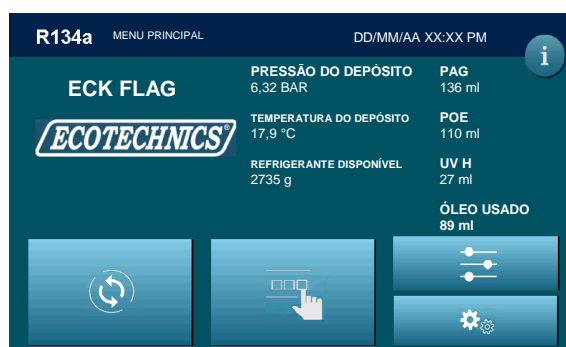 R134a MENU PRINCIPAL DD/MM/AA XX:XX PM
i
ECK FLAG
ECOTECHNICS®
PRESSÃO DO DEPÓSITO
6,32 BAR
TEMPERATURA DO DEPÓSITO
17,9 °C
REFRIGERANTE DISPONÍVEL
2735 g
PAG
136 ml
POE
110 ml
UV H
27 ml
ÓLEO USADO
89 ml